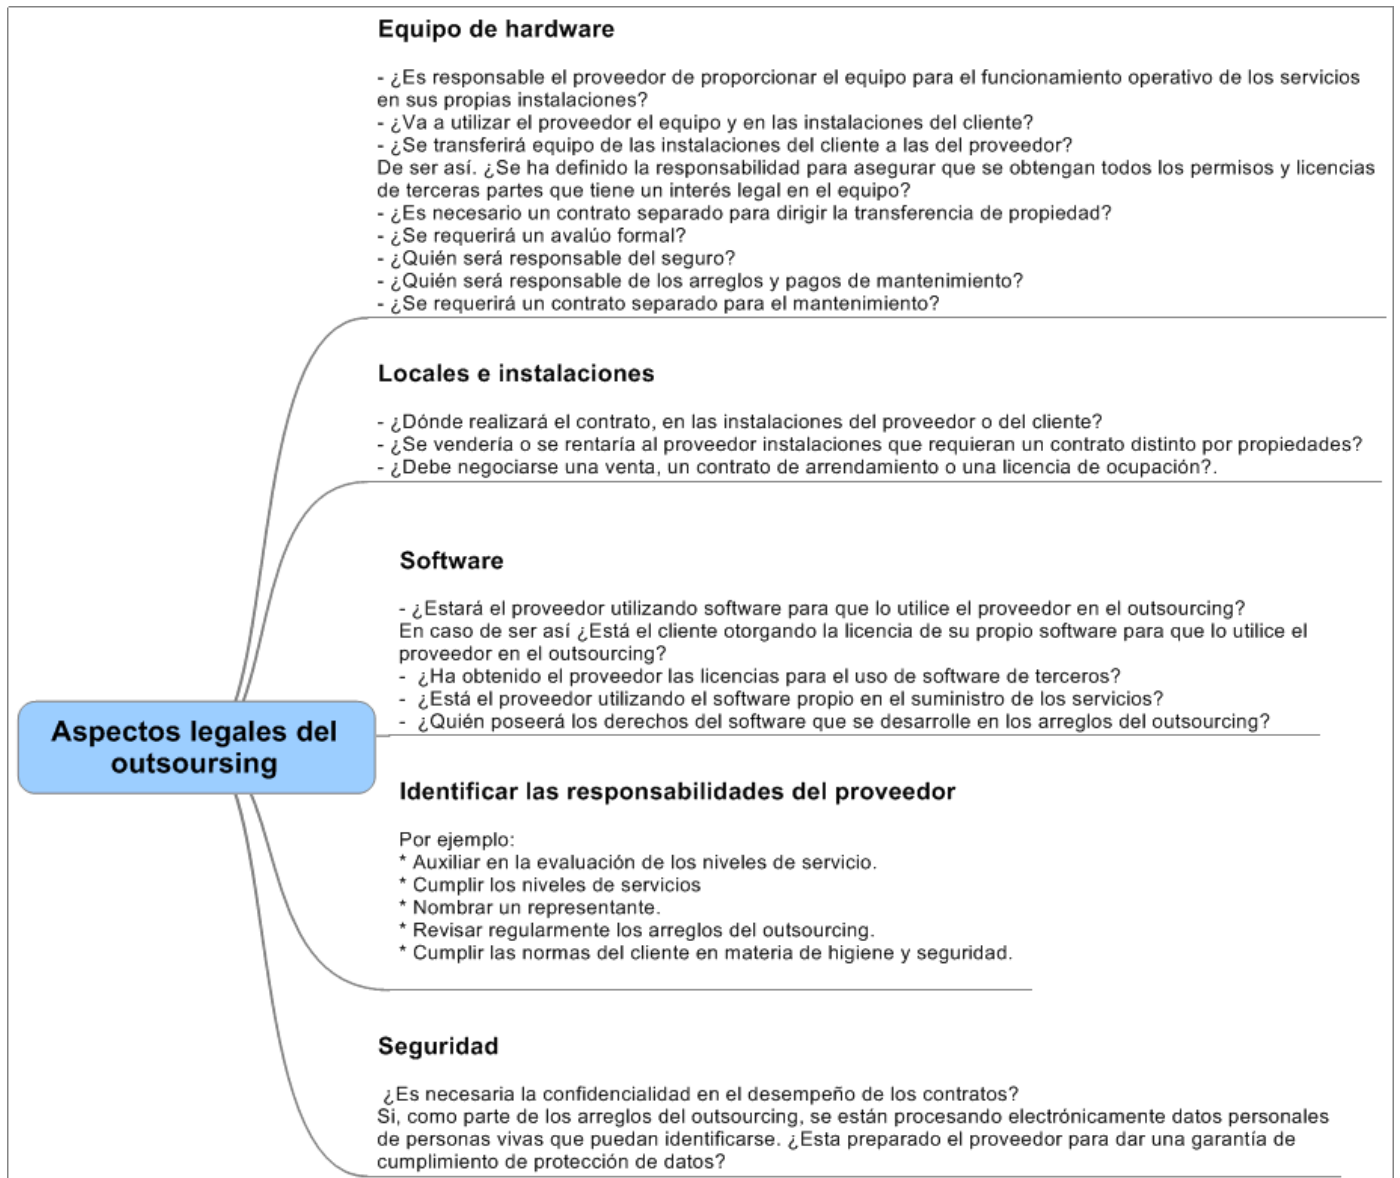 Equipo de hardware
- ¿Es responsable el proveedor de proporcionar el equipo para el funcionamiento operativo de los servicios
en sus propias instalaciones?
- ¿Va a utilizar el proveedor el equipo y en las instalaciones del cliente?
- ¿Se transferirá equipo de las instalaciones del cliente a las del proveedor?
De ser así. ¿Se ha definido la responsabilidad para asegurar que se obtengan todos los permisos y licencias
de terceras partes que tiene un interés legal en el equipo?
- ¿Es necesario un contrato separado para dirigir la transferencia de propiedad?
- ¿Se requerirá un avalúo formal?
- ¿Quién será responsable del seguro?
- ¿Quién será responsable de los arreglos y pagos de mantenimiento?
- ¿Se requerirá un contrato separado para el mantenimiento?
Locales e instalaciones
- ¿Dónde realizará el contrato, en las instalaciones del proveedor o del cliente?
- ¿Se vendería o se rentaría al proveedor instalaciones que requieran un contrato distinto por propiedades?
- ¿Debe negociarse una venta, un contrato de arrendamiento o una licencia de ocupación?.
Software
- ¿Estará el proveedor utilizando software para que lo utilice el proveedor en el outsourcing?
En caso de ser así ¿Está el cliente otorgando la licencia de su propio software para que lo utilice el
proveedor en el outsourcing?
- ¿Ha obtenido el proveedor las licencias para el uso de software de terceros?
- ¿Está el proveedor utilizando el software propio en el suministro de los servicios?
- ¿Quién poseerá los derechos del software que se desarrolle en los arreglos del outsourcing?
Aspectos legales del
outsoursing
Identificar las responsabilidades del proveedor
Por ejemplo:
* Auxiliar en la evaluación de los niveles de servicio.
* Cumplir los niveles de servicios
* Nombrar un representante.
* Revisar regularmente los arreglos del outsourcing.
* Cumplir las normas del cliente en materia de higiene y seguridad.
Seguridad
¿Es necesaria la confidencialidad en el desempeño de los contratos?
Si, como parte de los arreglos del outsourcing, se están procesando electrónicamente datos personales
de personas vivas que puedan identificarse. ¿Esta preparado el proveedor para dar una garantía de
cumplimiento de protección de datos?